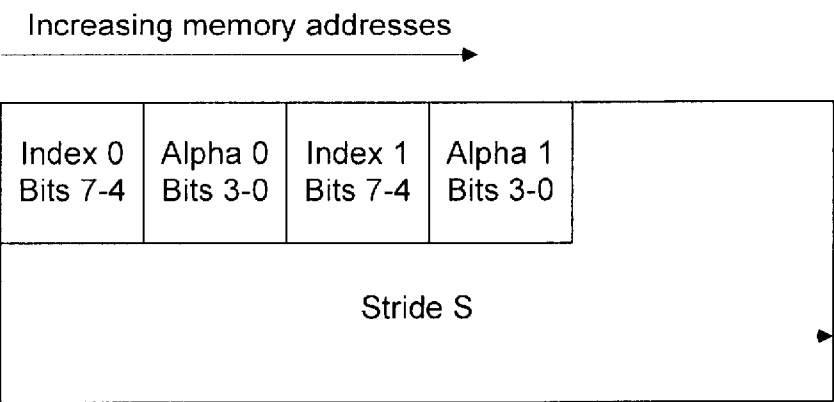 Increasing memory addresses
Index 0 Alpha 0 Index 1 Alpha 1
Bits 7-4 Bits 3-0 Bits 7-4 Bits 3-0
Stride S